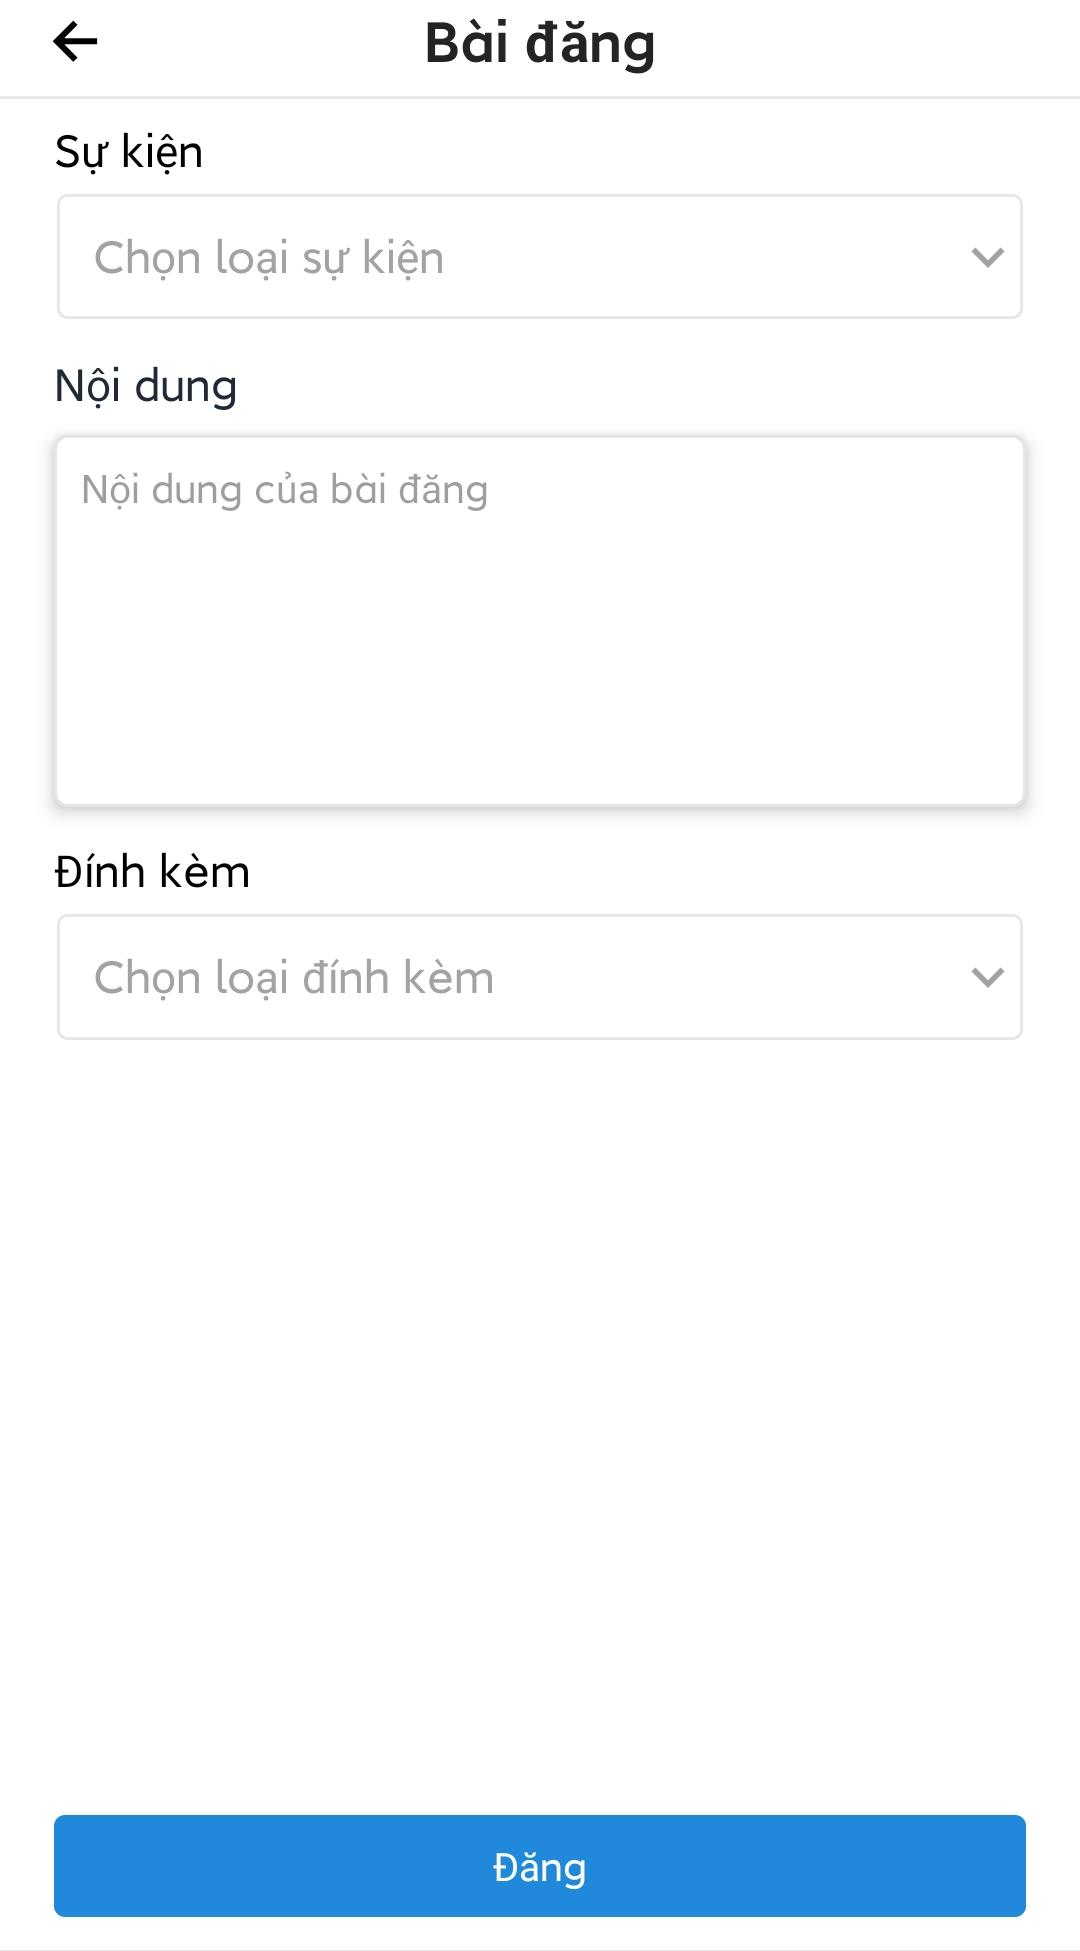 Bài đăng
Sự kiện
Chọn loại sự kiện
Nội dung
Nội dung của bài đăng
Đính kèm
Chọn loại đính kèm
Đăng